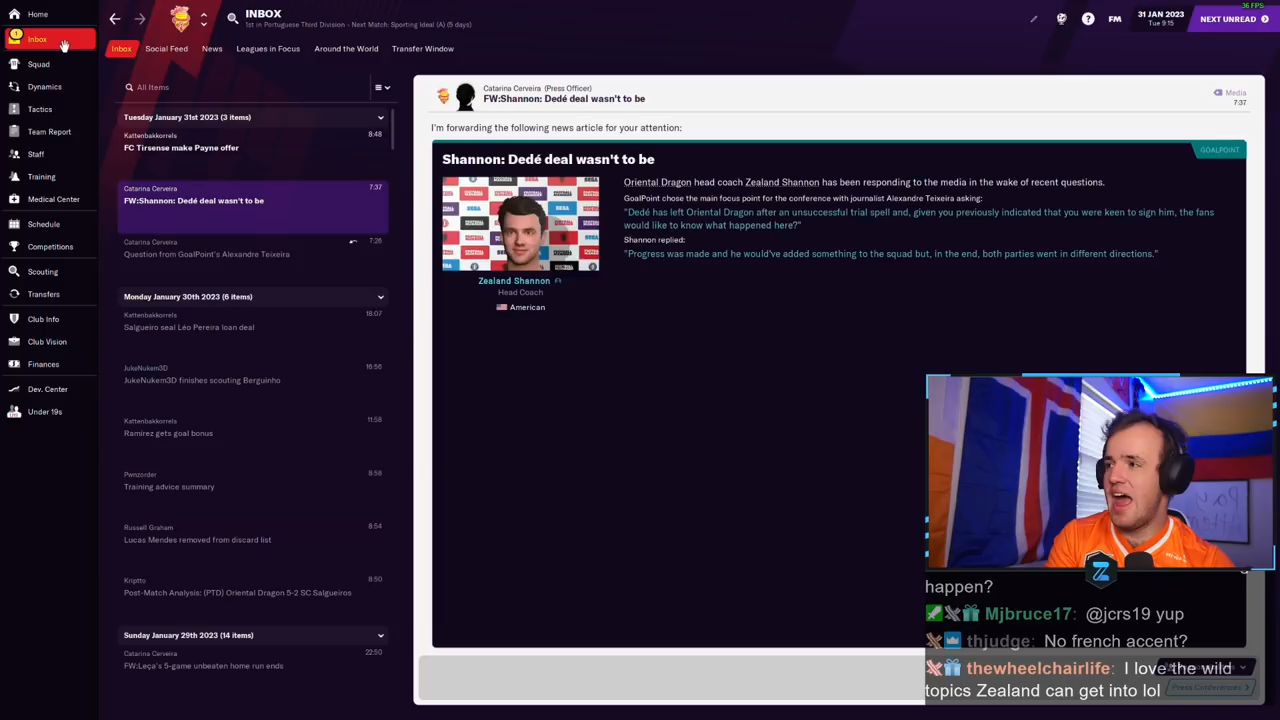 Home
Inbox
Squad
Dynamics
Tactics
Team Report
Staff
Training
Medical Center
Schedule
Competitions
Scouting
Transfers
Club Info
Club Vision
Finances
Dev. Center
Under 19s
INBOX
1st in Portuguese Third Division - Next Match: Sporting Ideal (A) (5 days)
36 FPS
31 JAN 2023
Tue 9:15
FM
NEXT UNREAD
Inbox
Social Feed
News
Leagues in Focus
Around the World
Transfer Window
All Items
Tuesday January 31st 2023 (3 items)
Kattenbakkorrels
8:48
FC Tirsense make Payne offer
Catarina Cerveira
7:37
FW:Shannon: Dedé deal wasn't to be
Catarina Cerveira
7:26
Question from GoalPoint's Alexandre Teixeira
Monday January 30th 2023 (6 items)
Kattenbakkorrels
18:07
Salgueiro seal Léo Pereira loan deal
JukeNukem3D
16:56
JukeNukem3D finishes scouting Berguinho
Kattenbakkorrels
11:58
Ramírez gets goal bonus
Pwnzorder
8:58
Training advice summary
Russell Graham
8:54
Lucas Mendes removed from discard list
Kriptto
8:50
Post-Match Analysis: (PTD) Oriental Dragon 5-2 SC Salgueiros
Sunday January 29th 2023 (14 items)
Catarina Cerveira
22:50
FW:Leça's 5-game unbeaten home run ends
Catarina Cerveira (Press Officer)
FW:Shannon: Dedé deal wasn't to be
Media
7:37
I'm forwarding the following news article for your attention:
Shannon: Dedé deal wasn't to be
GOALPOINT
Zealand Shannon
Head Coach
American
Oriental Dragon head coach Zealand Shannon has been responding to the media in the wake of recent questions.
GoalPoint chose the main focus point for the conference with journalist Alexandre Teixeira asking:
"Dedé has left Oriental Dragon after an unsuccessful trial spell and, given you previously indicated that you were keen to sign him, the fans
would like to know what happened here?"
Shannon replied:
"Progress was made and he would've added something to the squad but, in the end, both parties went in different directions."
happen?
Mjbruce17: @jcrs19 yup
thjudge: No french accent?
thewheelchairlife: I love the wild
topics Zealand can get into lol
Press Conferences